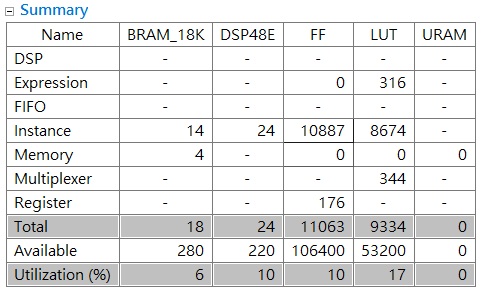 Summary
Name BRAM_18K DSP48E FF LUT URAM
DSP - - - - -
Expression - - 0 316 -
FIFO - - - - -
Instance 14 24 10887 8674 -
Memory 4 - 0 0 0
Multiplexer - - - 344 -
Register - - 176 - -
Total 18 24 11063 9334 0
Available 280 220 106400 53200 0
Utilization (%) 6 10 10 17 0